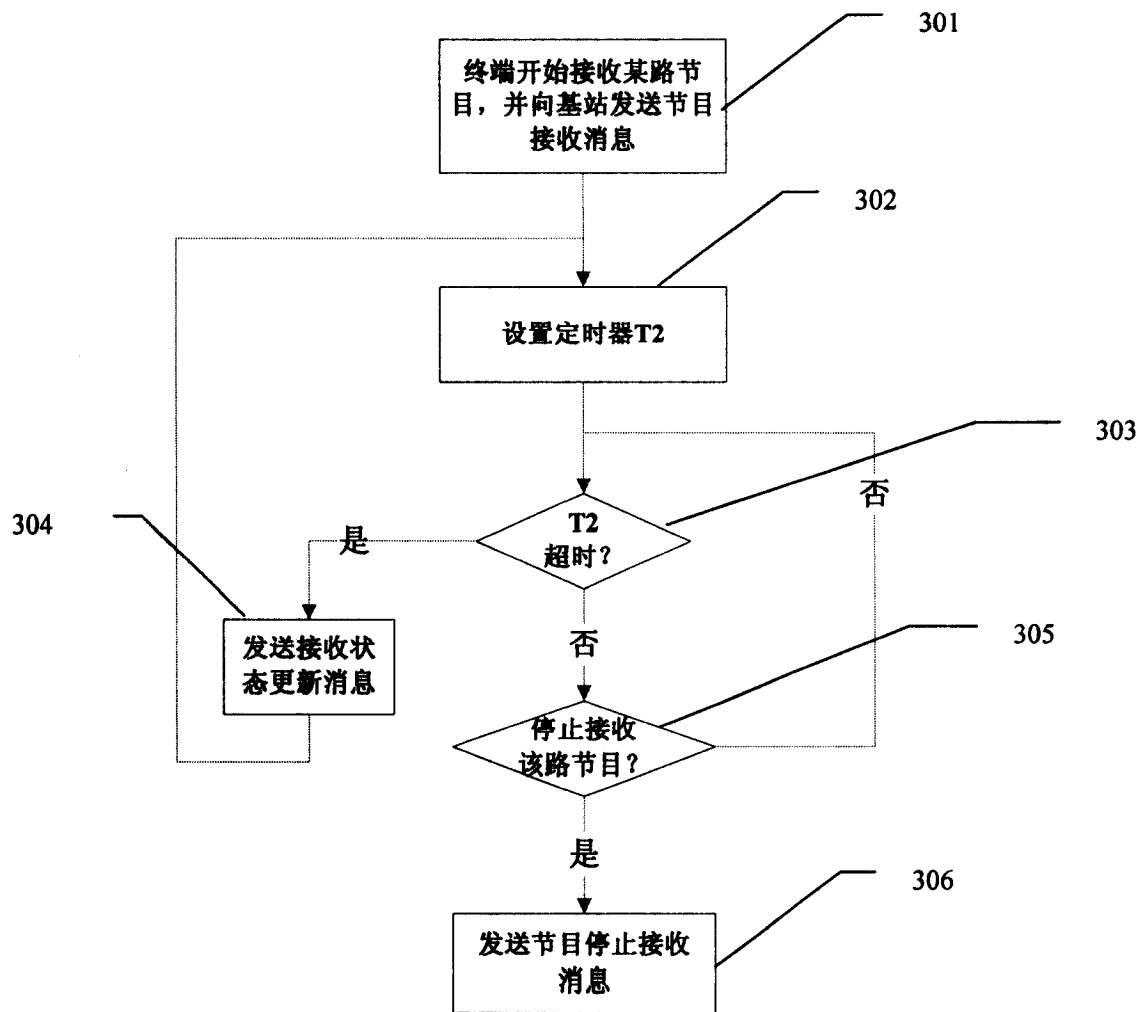 301
终端开始接收某路节
目，并向基站发送节目
接收消息
302
设置定时器T2
303
否
T2
超时？
是
304
发送接收状
态更新消息
否
305
停止接收
该路节目？
是
306
发送节目停止接收
消息